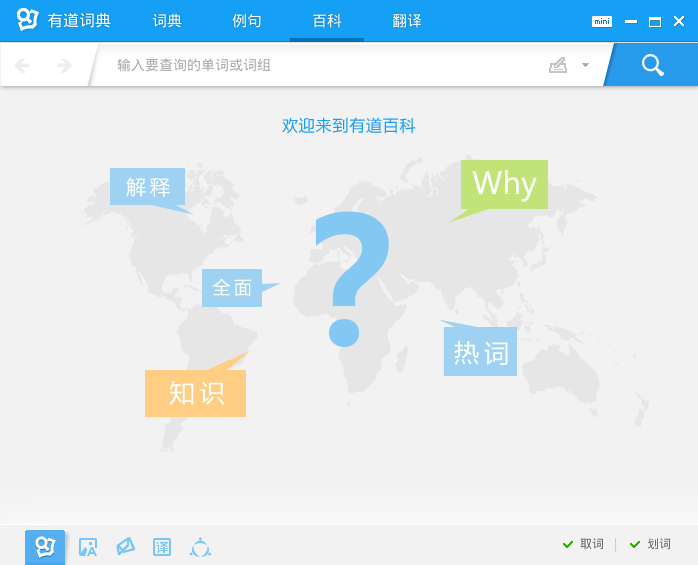 有道词典 词典 例句 百科 翻译 mini
输入要查询的单词或词组
欢迎来到有道百科
解释
Why
?
全面
热词
知识
A
译
取词 划词